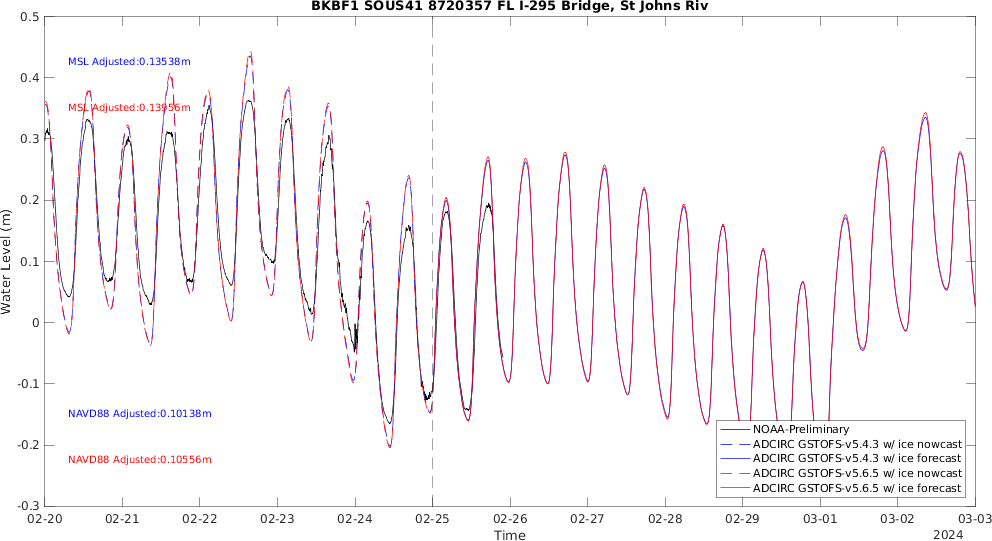 BKBF1 SOUS41 8720357 FL I-295 Bridge, St Johns Riv
0.5
0.4
0.3
0.2
0.1
0
-0.1
-0.2
-0.3
Water Level (m)
MSL Adjusted:0.13538m
MSL Adjusted:0.13956m
NAVD88 Adjusted:0.10138m
NAVD88 Adjusted:0.10556m
NOAA-Preliminary
ADCIRC GSTOFS-v5.4.3 w/ ice nowcast
ADCIRC GSTOFS-v5.4.3 w/ ice forecast
ADCIRC GSTOFS-v5.6.5 w/ ice nowcast
ADCIRC GSTOFS-v5.6.5 w/ ice forecast
02-20 02-21 02-22 02-23 02-24 02-25 02-26 02-27 02-28 02-29 03-01 03-02 03-03
Time
2024